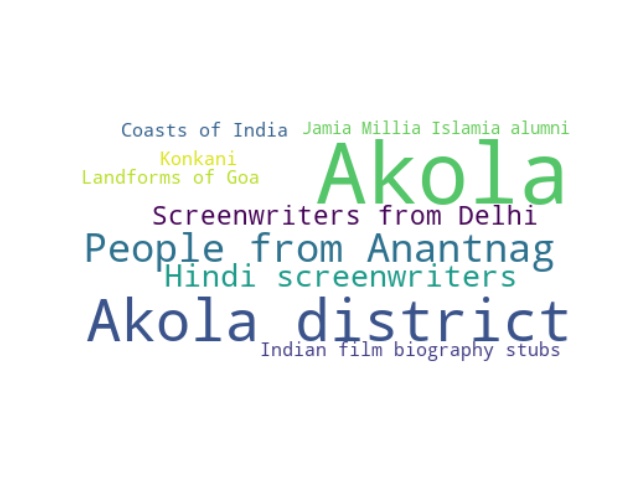 Coasts of India
Jamia Millia Islamia alumni
Konkani
Akola
Landforms of Goa
Screenwriters from Delhi
People from Anantnag
Hindi screenwriters
Akola district
Indian film biography stubs